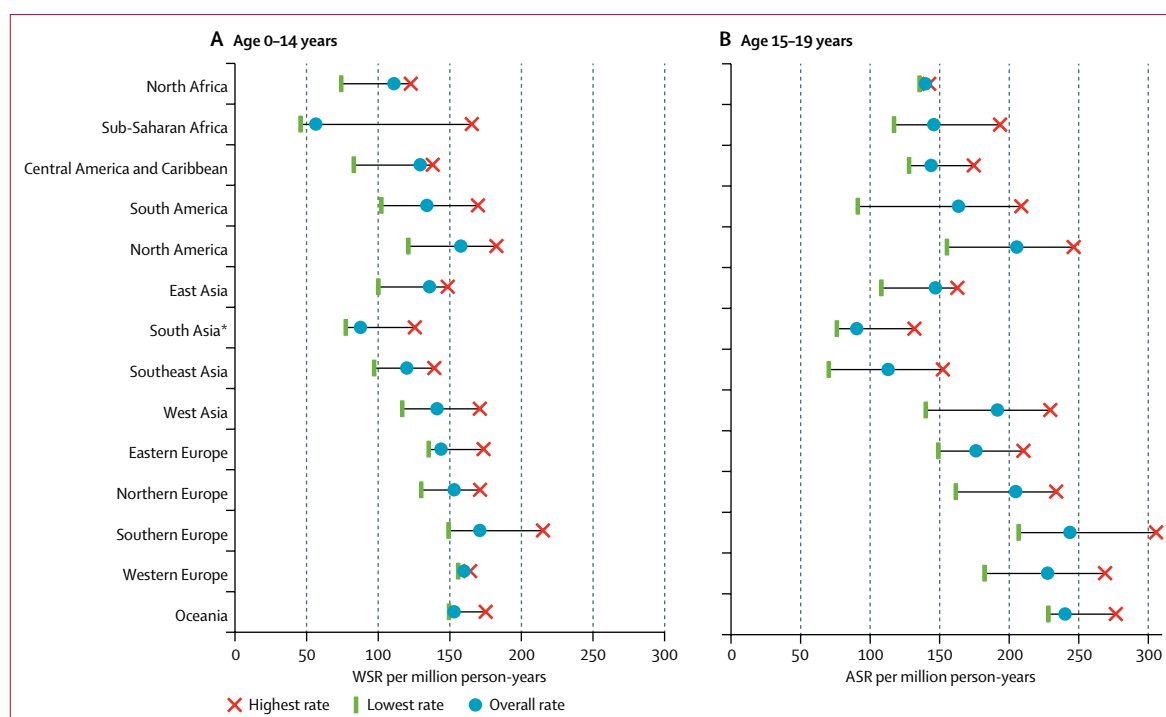 A Age 0–14 years
B Age 15–19 years
North Africa
Sub-Saharan Africa
Central America and Caribbean
South America
North America
East Asia
South Asia*
Southeast Asia
West Asia
Eastern Europe
Northern Europe
Southern Europe
Western Europe
Oceania
0 50 100 150 200 250 300
0 50 100 150 200 250 300
WSR per million person-years
ASR per million person-years
Highest rate Lowest rate Overall rate